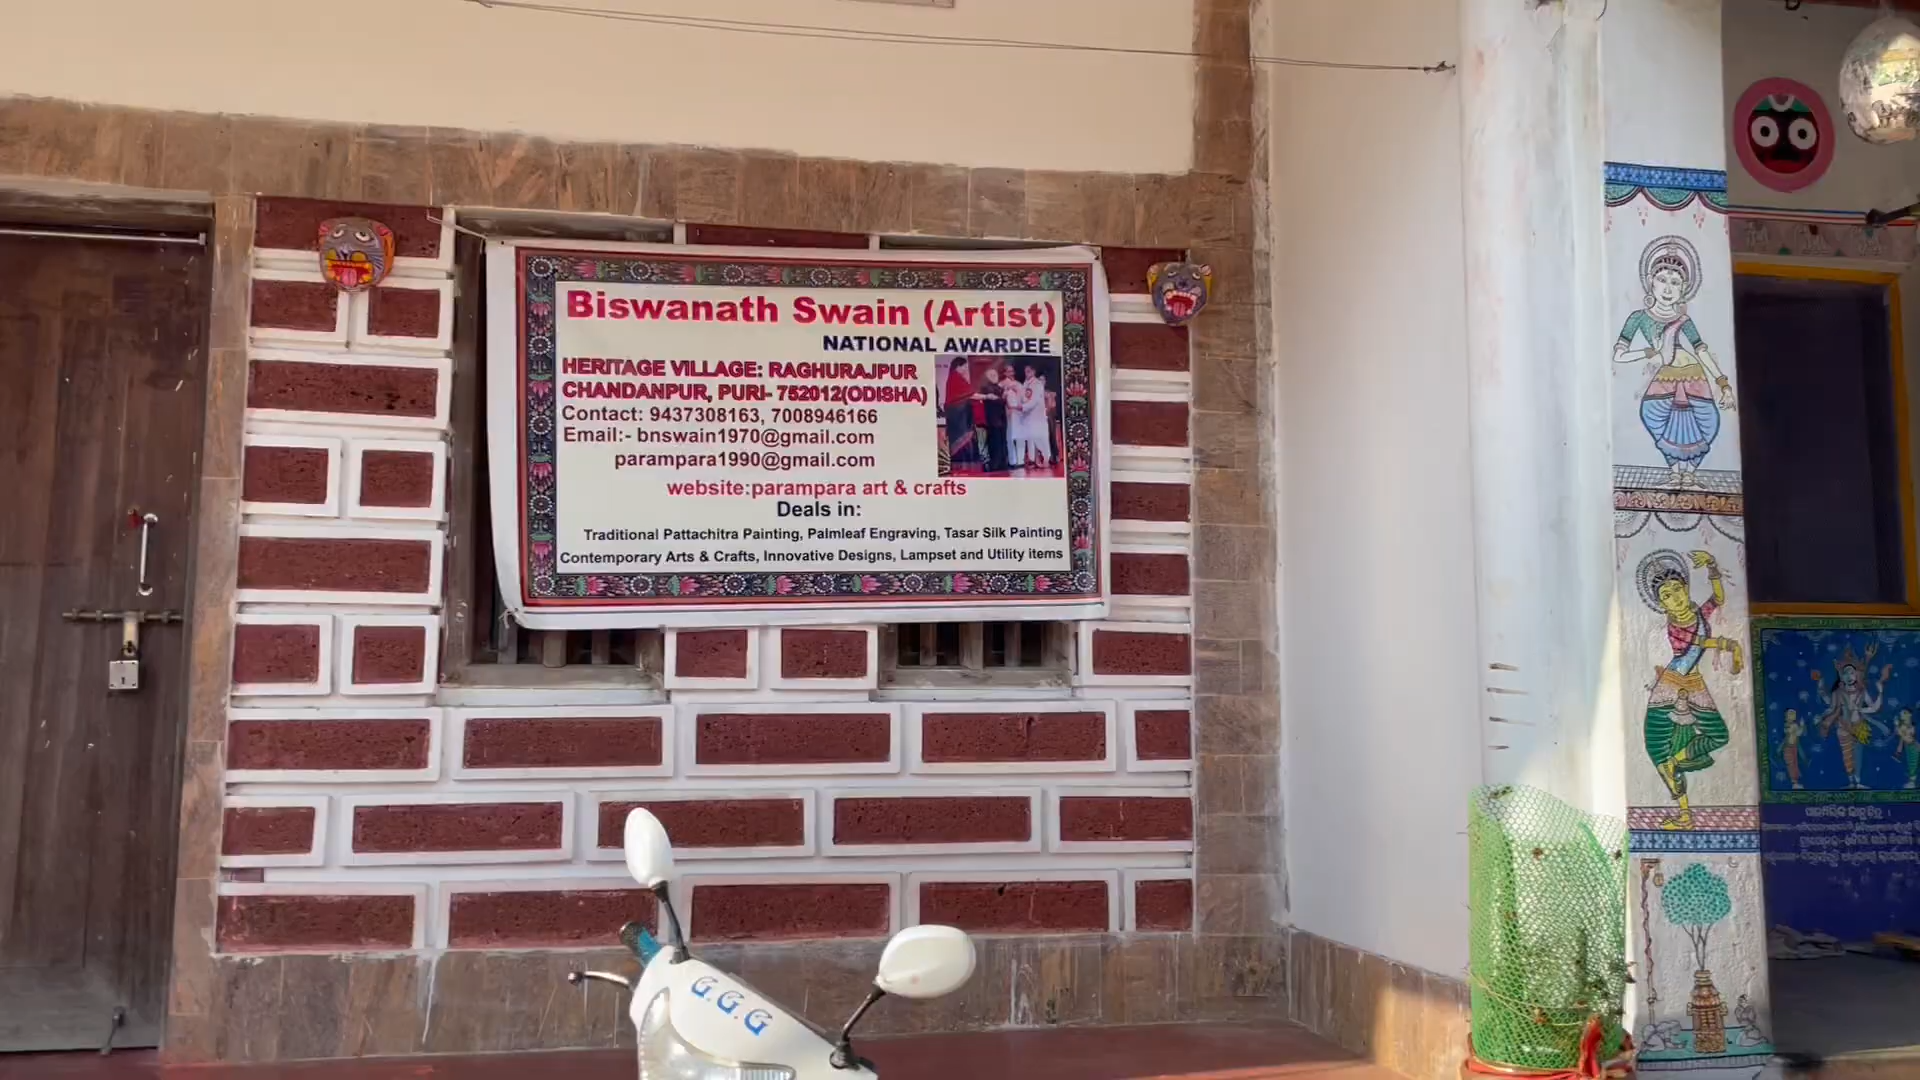 Biswanath Swain (Artist)
NATIONAL AWARDEE
HERITAGE VILLAGE: RAGHURAJPUR
CHANDANPUR, PURI- 752012(ODISHA)
Contact: 9437308163, 7008946166
Email:- bnswain1970@gmail.com
parampara1990@gmail.com
website:parampara art & crafts
Deals in:
Traditional Pattachitra Painting, Palmleaf Engraving, Tasar Silk Painting
Contemporary Arts & Crafts, Innovative Designs, Lampset and Utility items
G.G.G